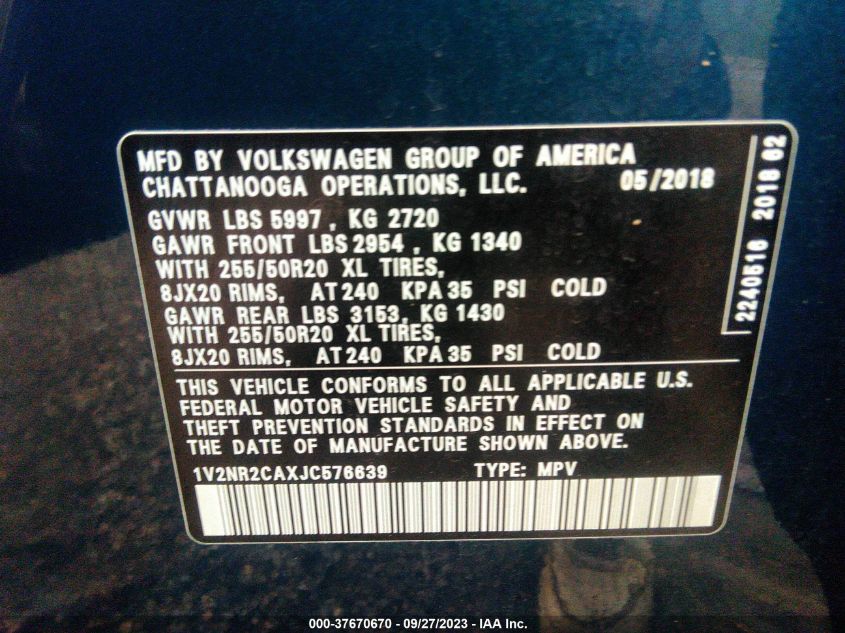 MFD BY VOLKSWAGEN GROUP OF AMERICA
CHATTANOOGA OPERATIONS, LLC. 05/2018
GVWR LBS 5997 , KG 2720
GAWR FRONT LBS 2954 , KG 1340
WITH 255/50R20 XL TIRES,
8JX20 RIMS, AT 240 KPA 35 PSI COLD
GAWR REAR LBS 3153, KG 1430
WITH 255/50R20 XL TIRES,
8JX20 RIMS, AT 240 KPA 35 PSI COLD
THIS VEHICLE CONFORMS TO ALL APPLICABLE U.S.
FEDERAL MOTOR VEHICLE SAFETY AND
THEFT PREVENTION STANDARDS IN EFFECT ON
THE DATE OF MANUFACTURE SHOWN ABOVE.
1V2NR2CAXJC576639 TYPE: MPV
2240516 2018 62
000-37670670 - 09/27/2023 - IAA Inc.